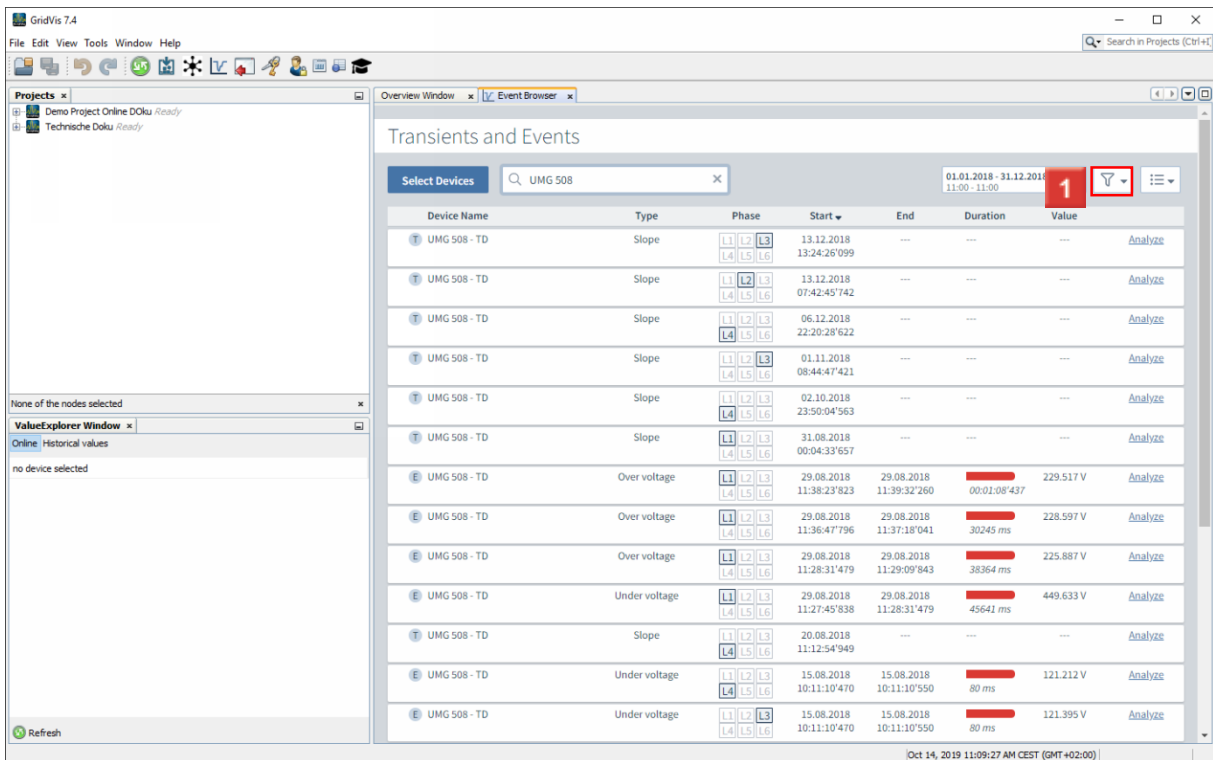 GridVis 7.4
File Edit View Tools Window Help
Search in Projects (Ctrl+I
Projects
Demo Project Online DOku Ready
Technische Doku Ready
None of the nodes selected
ValueExplorer Window
Online Historical values
no device selected
Refresh
Overview Window Event Browser
Transients and Events
Select Devices UMG 508 01.01.2018 - 31.12.2018
11:00 - 11:00
1
Device Name Type Phase Start End Duration Value
T UMG 508 - TD Slope L1 L2 L3 13.12.2018 --- --- --- Analyze
L4 L5 L6 13:24:26'099
T UMG 508 - TD Slope L1 L2 L3 13.12.2018 --- --- --- Analyze
L4 L5 L6 07:42:45'742
T UMG 508 - TD Slope L1 L2 L3 06.12.2018 --- --- --- Analyze
L4 L5 L6 22:20:28'622
T UMG 508 - TD Slope L1 L2 L3 01.11.2018 --- --- --- Analyze
L4 L5 L6 08:44:47'421
T UMG 508 - TD Slope L1 L2 L3 02.10.2018 --- --- --- Analyze
L4 L5 L6 23:50:04'563
T UMG 508 - TD Slope L1 L2 L3 31.08.2018 --- --- --- Analyze
L4 L5 L6 00:04:33'657
E UMG 508 - TD Over voltage L1 L2 L3 29.08.2018 29.08.2018 229.517 V Analyze
L4 L5 L6 11:38:23'823 11:39:32'260 00:01:08'437
E UMG 508 - TD Over voltage L1 L2 L3 29.08.2018 29.08.2018 228.597 V Analyze
L4 L5 L6 11:36:47'796 11:37:18'041 30245 ms
E UMG 508 - TD Over voltage L1 L2 L3 29.08.2018 29.08.2018 225.887 V Analyze
L4 L5 L6 11:28:31'479 11:29:09'843 38364 ms
E UMG 508 - TD Under voltage L1 L2 L3 29.08.2018 29.08.2018 449.633 V Analyze
L4 L5 L6 11:27:45'838 11:28:31'479 45641 ms
T UMG 508 - TD Slope L1 L2 L3 20.08.2018 --- --- --- Analyze
L4 L5 L6 11:12:54'949
E UMG 508 - TD Under voltage L1 L2 L3 15.08.2018 15.08.2018 121.212 V Analyze
L4 L5 L6 10:11:10'470 10:11:10'550 80 ms
E UMG 508 - TD Under voltage L1 L2 L3 15.08.2018 15.08.2018 121.395 V Analyze
L4 L5 L6 10:11:10'470 10:11:10'550 80 ms
Oct 14, 2019 11:09:27 AM CEST (GMT+02:00)